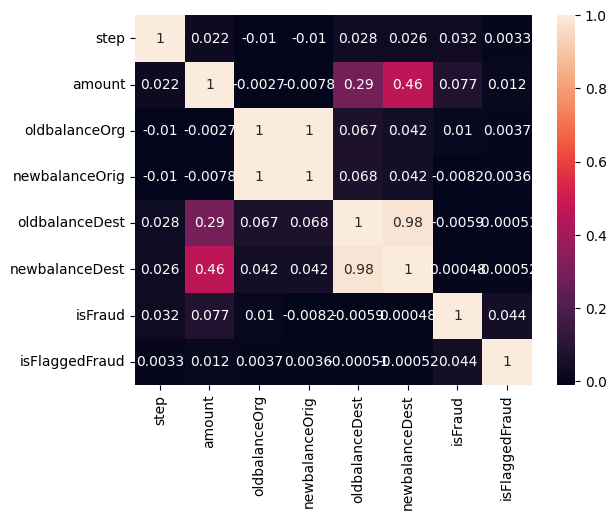 step 1 0.022 -0.01 -0.01 0.028 0.026 0.032 0.0033
amount 0.022 1 -0.0027 -0.0078 0.29 0.46 0.077 0.012
oldbalanceOrg -0.01 -0.0027 1 1 0.067 0.042 0.01 0.0037
newbalanceOrig -0.01 -0.0078 1 1 0.068 0.042 -0.0082 0.0036
oldbalanceDest 0.028 0.29 0.067 0.068 1 0.98 -0.0059 -0.00051
newbalanceDest 0.026 0.46 0.042 0.042 0.98 1 -0.00048 -0.00052
isFraud 0.032 0.077 0.01 -0.0082 -0.0059 -0.00048 1 0.044
isFlaggedFraud 0.0033 0.012 0.0037 0.0036 -0.00051 -0.00052 0.044 1
step
amount
oldbalanceOrg
newbalanceOrig
oldbalanceDest
newbalanceDest
isFraud
isFlaggedFraud
1.0
0.8
0.6
0.4
0.2
0.0